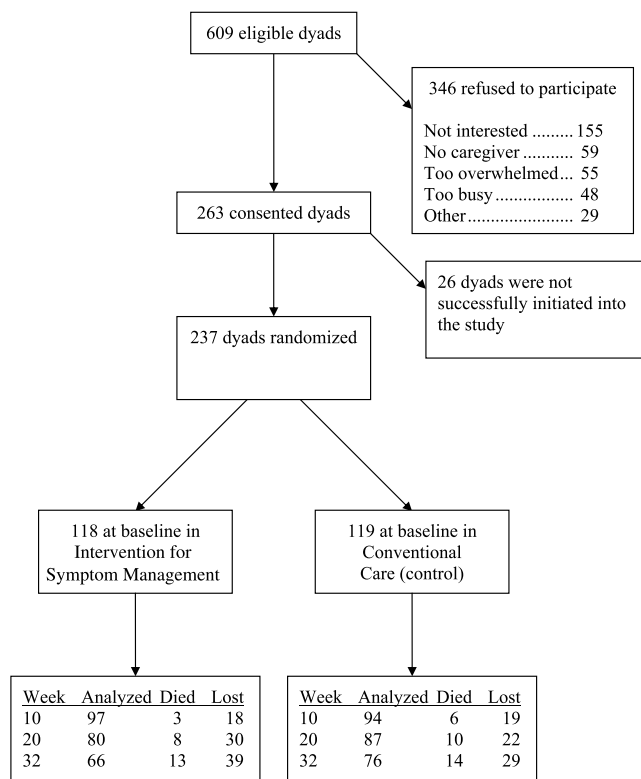 609 eligible dyads
346 refused to participate
Not interested ......... 155
No caregiver ........... 59
Too overwhelmed... 55
Too busy ................. 48
Other...................... 29
263 consented dyads
26 dyads were not
successfully initiated into
the study
237 dyads randomized
118 at baseline in
Intervention for
Symptom Management
119 at baseline in
Conventional
Care (control)
Week Analyzed Died Lost
10 97 3 18
20 80 8 30
32 66 13 39
Week Analyzed Died Lost
10 94 6 19
20 87 10 22
32 76 14 29